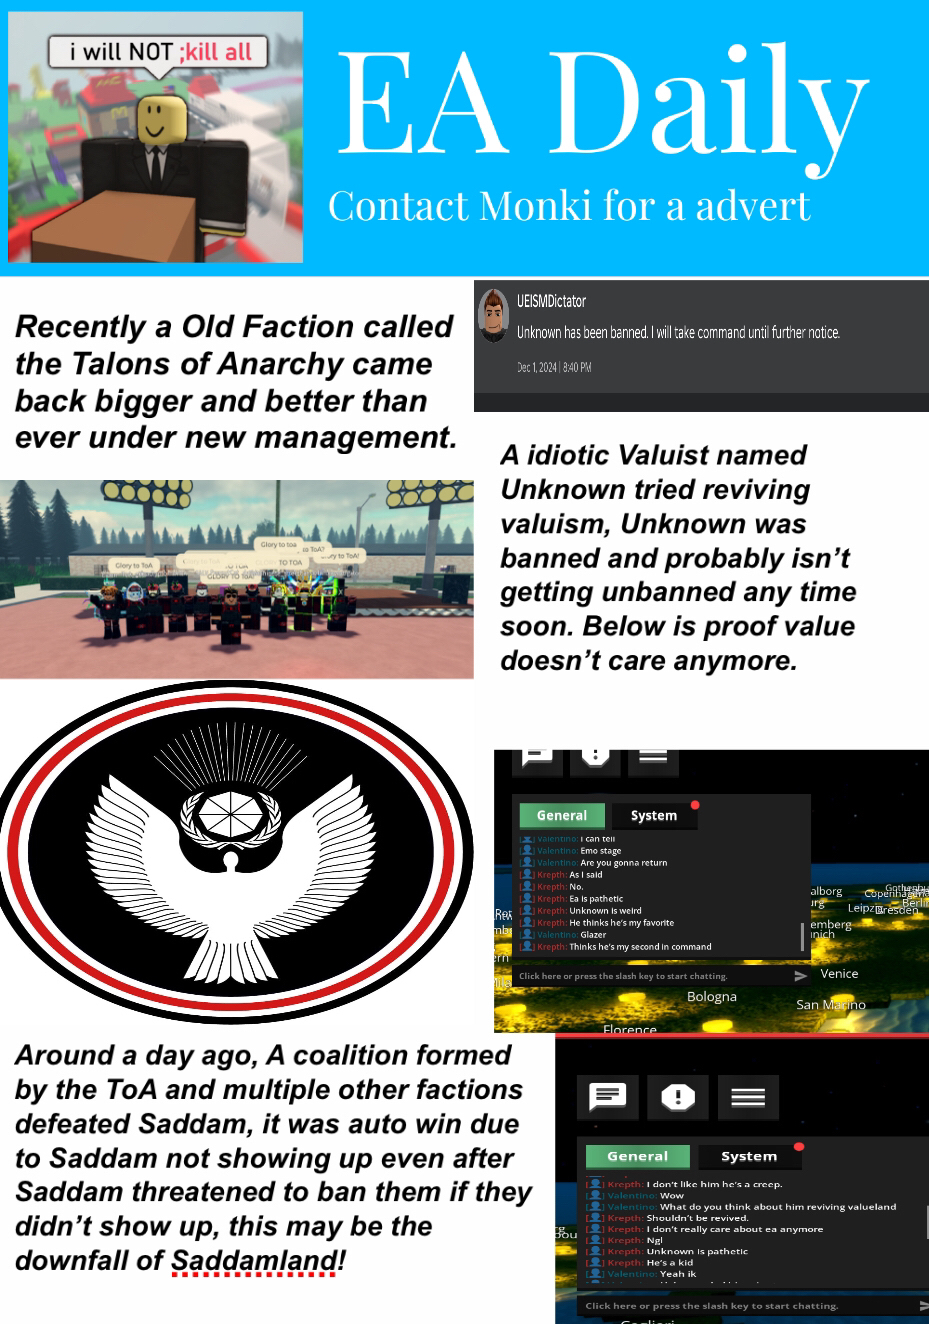 i will NOT ;kill all
EA Daily
Contact Monki for a advert
Recently a Old Faction called
the Talons of Anarchy came
back bigger and better than
ever under new management.
UEISMDictator
Unknown has been banned. I will take command until further notice.
Dec 1, 2024 | 8:40 PM
A idiotic Valuist named
Unknown tried reviving
valuism, Unknown was
banned and probably isn't
getting unbanned any time
soon. Below is proof value
doesn't care anymore.
Glory to toa
Glory to ToA
GLORY TO TOA
General
System
Valentino: I can tell
Valentino: Emo stage
Valentino: Are you gonna return
Krepth: As I said
Krepth: No.
Krepth: Ea is pathetic
Krepth: Unknown is weird
Krepth: He thinks he's my favorite
Valentino: Glazer
Krepth: Thinks he's my second in command
Click here or press the slash key to start chatting.
Leipzig
Dresden
Venice
Bologna
San Marino
Florence
Around a day ago, A coalition formed
by the ToA and multiple other factions
defeated Saddam, it was auto win due
to Saddam not showing up even after
Saddam threatened to ban them if they
didn't show up, this may be the
downfall of Saddamland!
General
System
Krepth: I don't like him he's a creep.
Valentino: Wow
Valentino: What do you think about him reviving valueland
Krepth: Shouldn't be revived.
Krepth: I don't really care about ea anymore
Krepth: Ngl
Krepth: Unknown is pathetic
Krepth: He's a kid
Valentino: Yeah ik
Click here or press the slash key to start chatting.